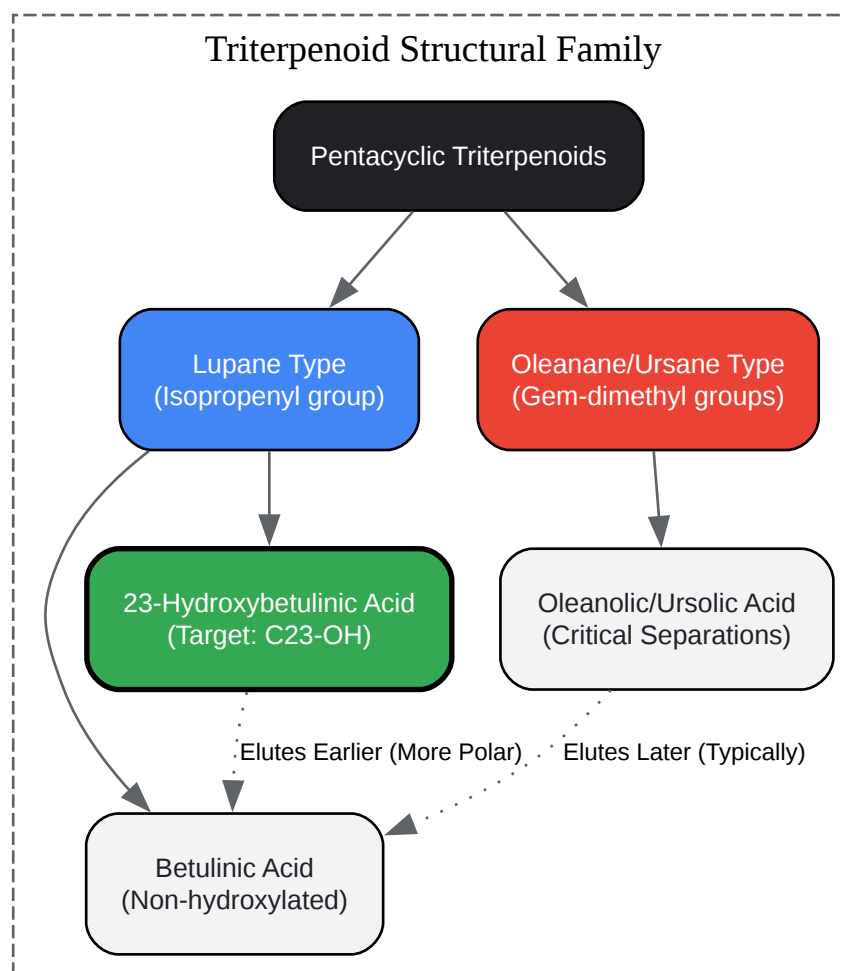 Triterpenoid Structural Family
Pentacyclic Triterpenoids
Lupane Type
(Isopropenyl group)
Oleanane/Ursane Type
(Gem-dimethyl groups)
23-Hydroxybetulinic Acid
(Target: C23-OH)
Oleanolic/Ursolic Acid
(Critical Separations)
Elutes Earlier (More Polar)
Elutes Later (Typically)
Betulinic Acid
(Non-hydroxylated)